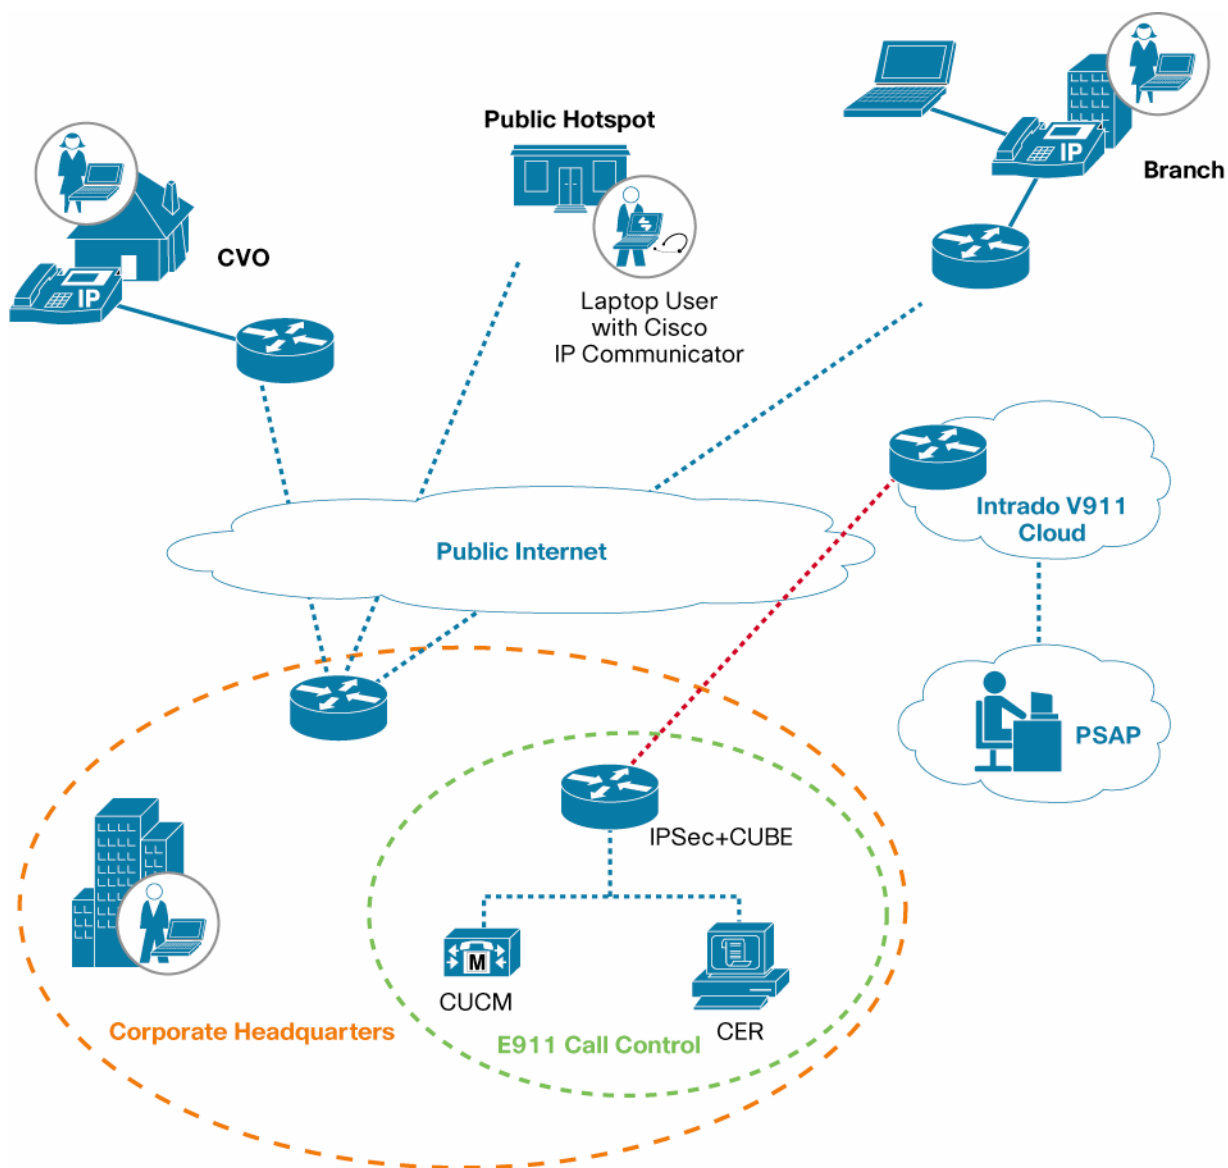 Public Hotspot
IP
Branch
CVO
IP
Laptop User
with Cisco
IP Communicator
Intrado V911
Cloud
Public Internet
PSAP
IPSec+CUBE
M
CUCM
CER
Corporate Headquarters
E911 Call Control